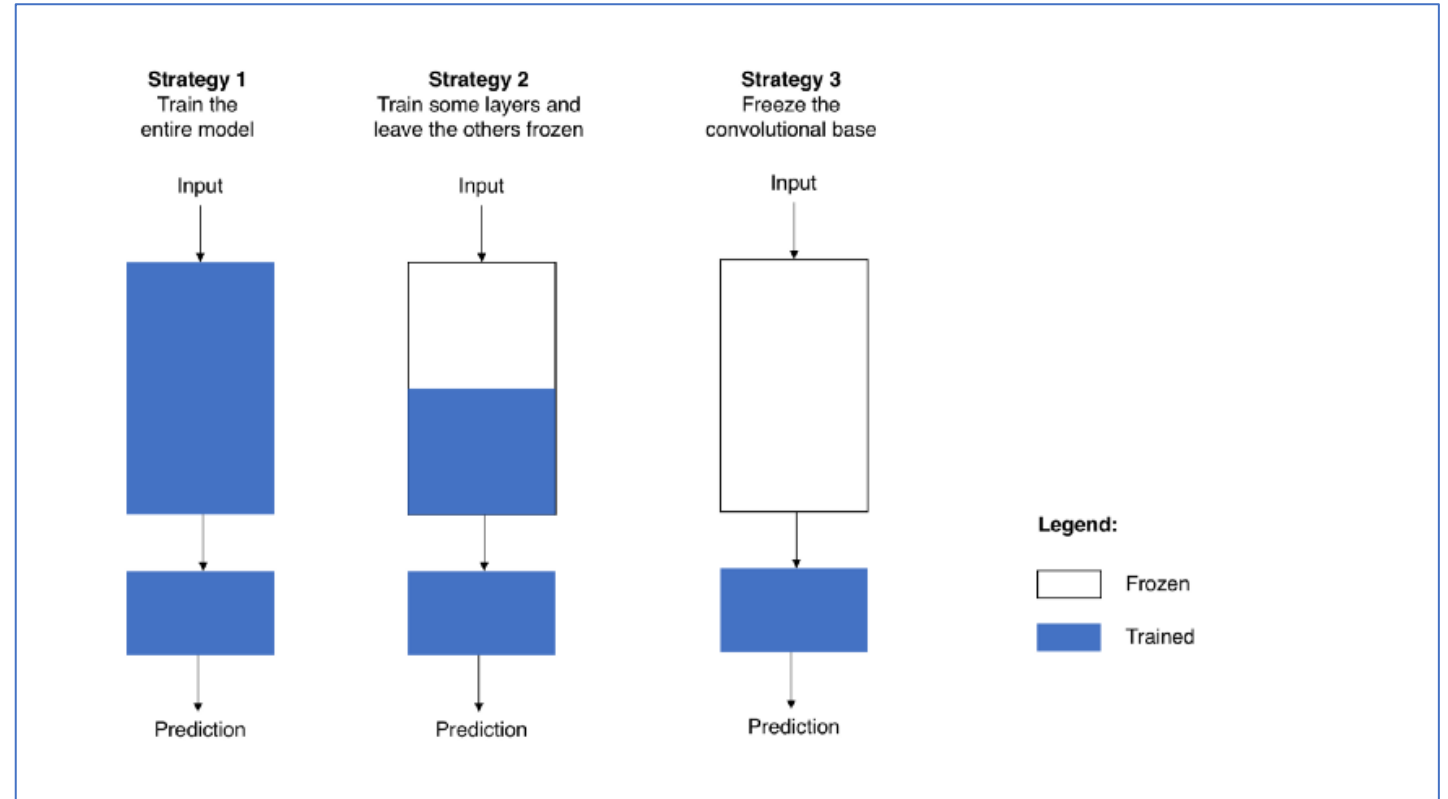 Strategy 1
Train the
entire model
Input
Prediction
Strategy 2
Train some layers and
leave the others frozen
Input
Prediction
Strategy 3
Freeze the
convolutional base
Input
Prediction
Legend:
Frozen
Trained